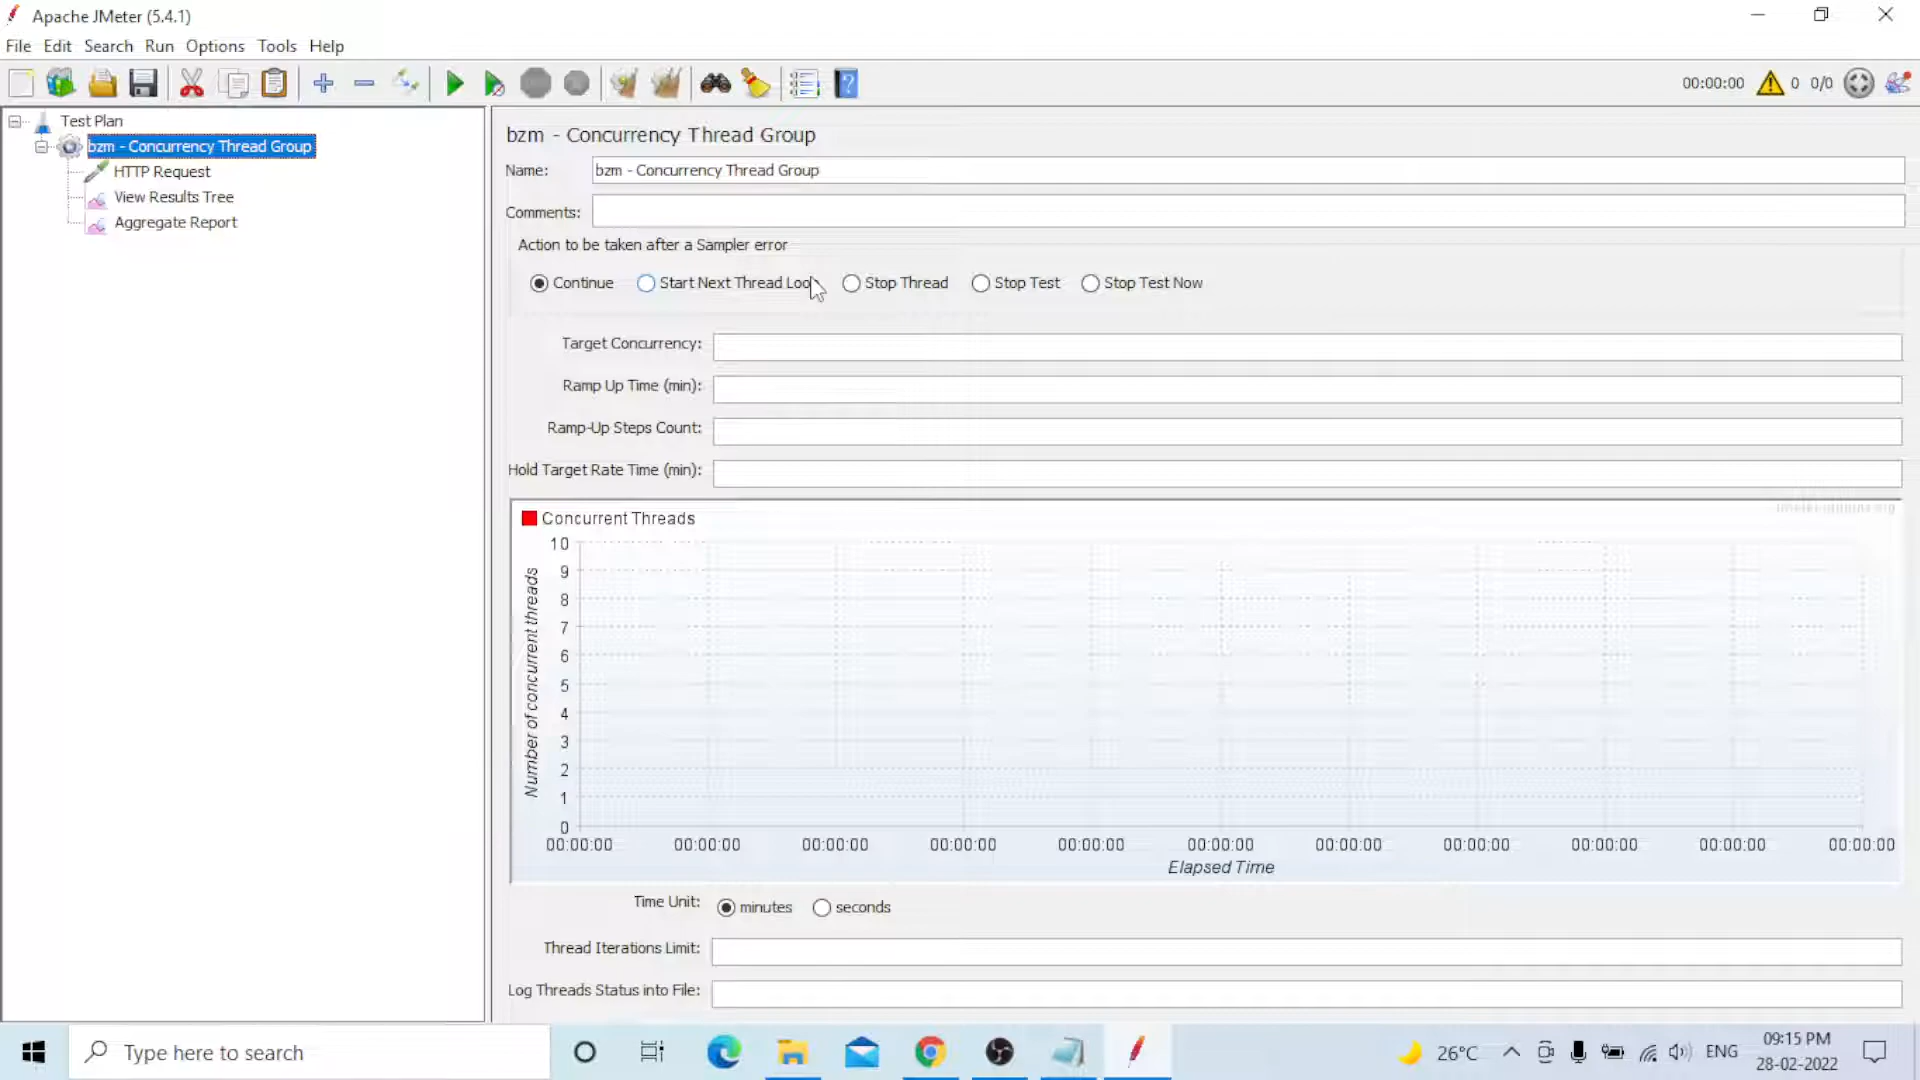 Apache JMeter (5.4.1)
File Edit Search Run Options Tools Help
00:00:00 0 0/0
Test Plan
bzm - Concurrency Thread Group
HTTP Request
View Results Tree
Aggregate Report
bzm - Concurrency Thread Group
Name: bzm - Concurrency Thread Group
Comments:
Action to be taken after a Sampler error
Continue Start Next Thread Loop Stop Thread Stop Test Stop Test Now
Target Concurrency:
Ramp Up Time (min):
Ramp-Up Steps Count:
Hold Target Rate Time (min):
Concurrent Threads
10
9
8
7
6
5
4
3
2
1
0
Number of concurrent threads
00:00:00 00:00:00 00:00:00 00:00:00 00:00:00 00:00:00 00:00:00 00:00:00 00:00:00 00:00:00 00:00:00
Elapsed Time
Time Unit: minutes seconds
Thread Iterations Limit:
Log Threads Status into File:
Type here to search
26°C
ENG
09:15 PM
28-02-2022